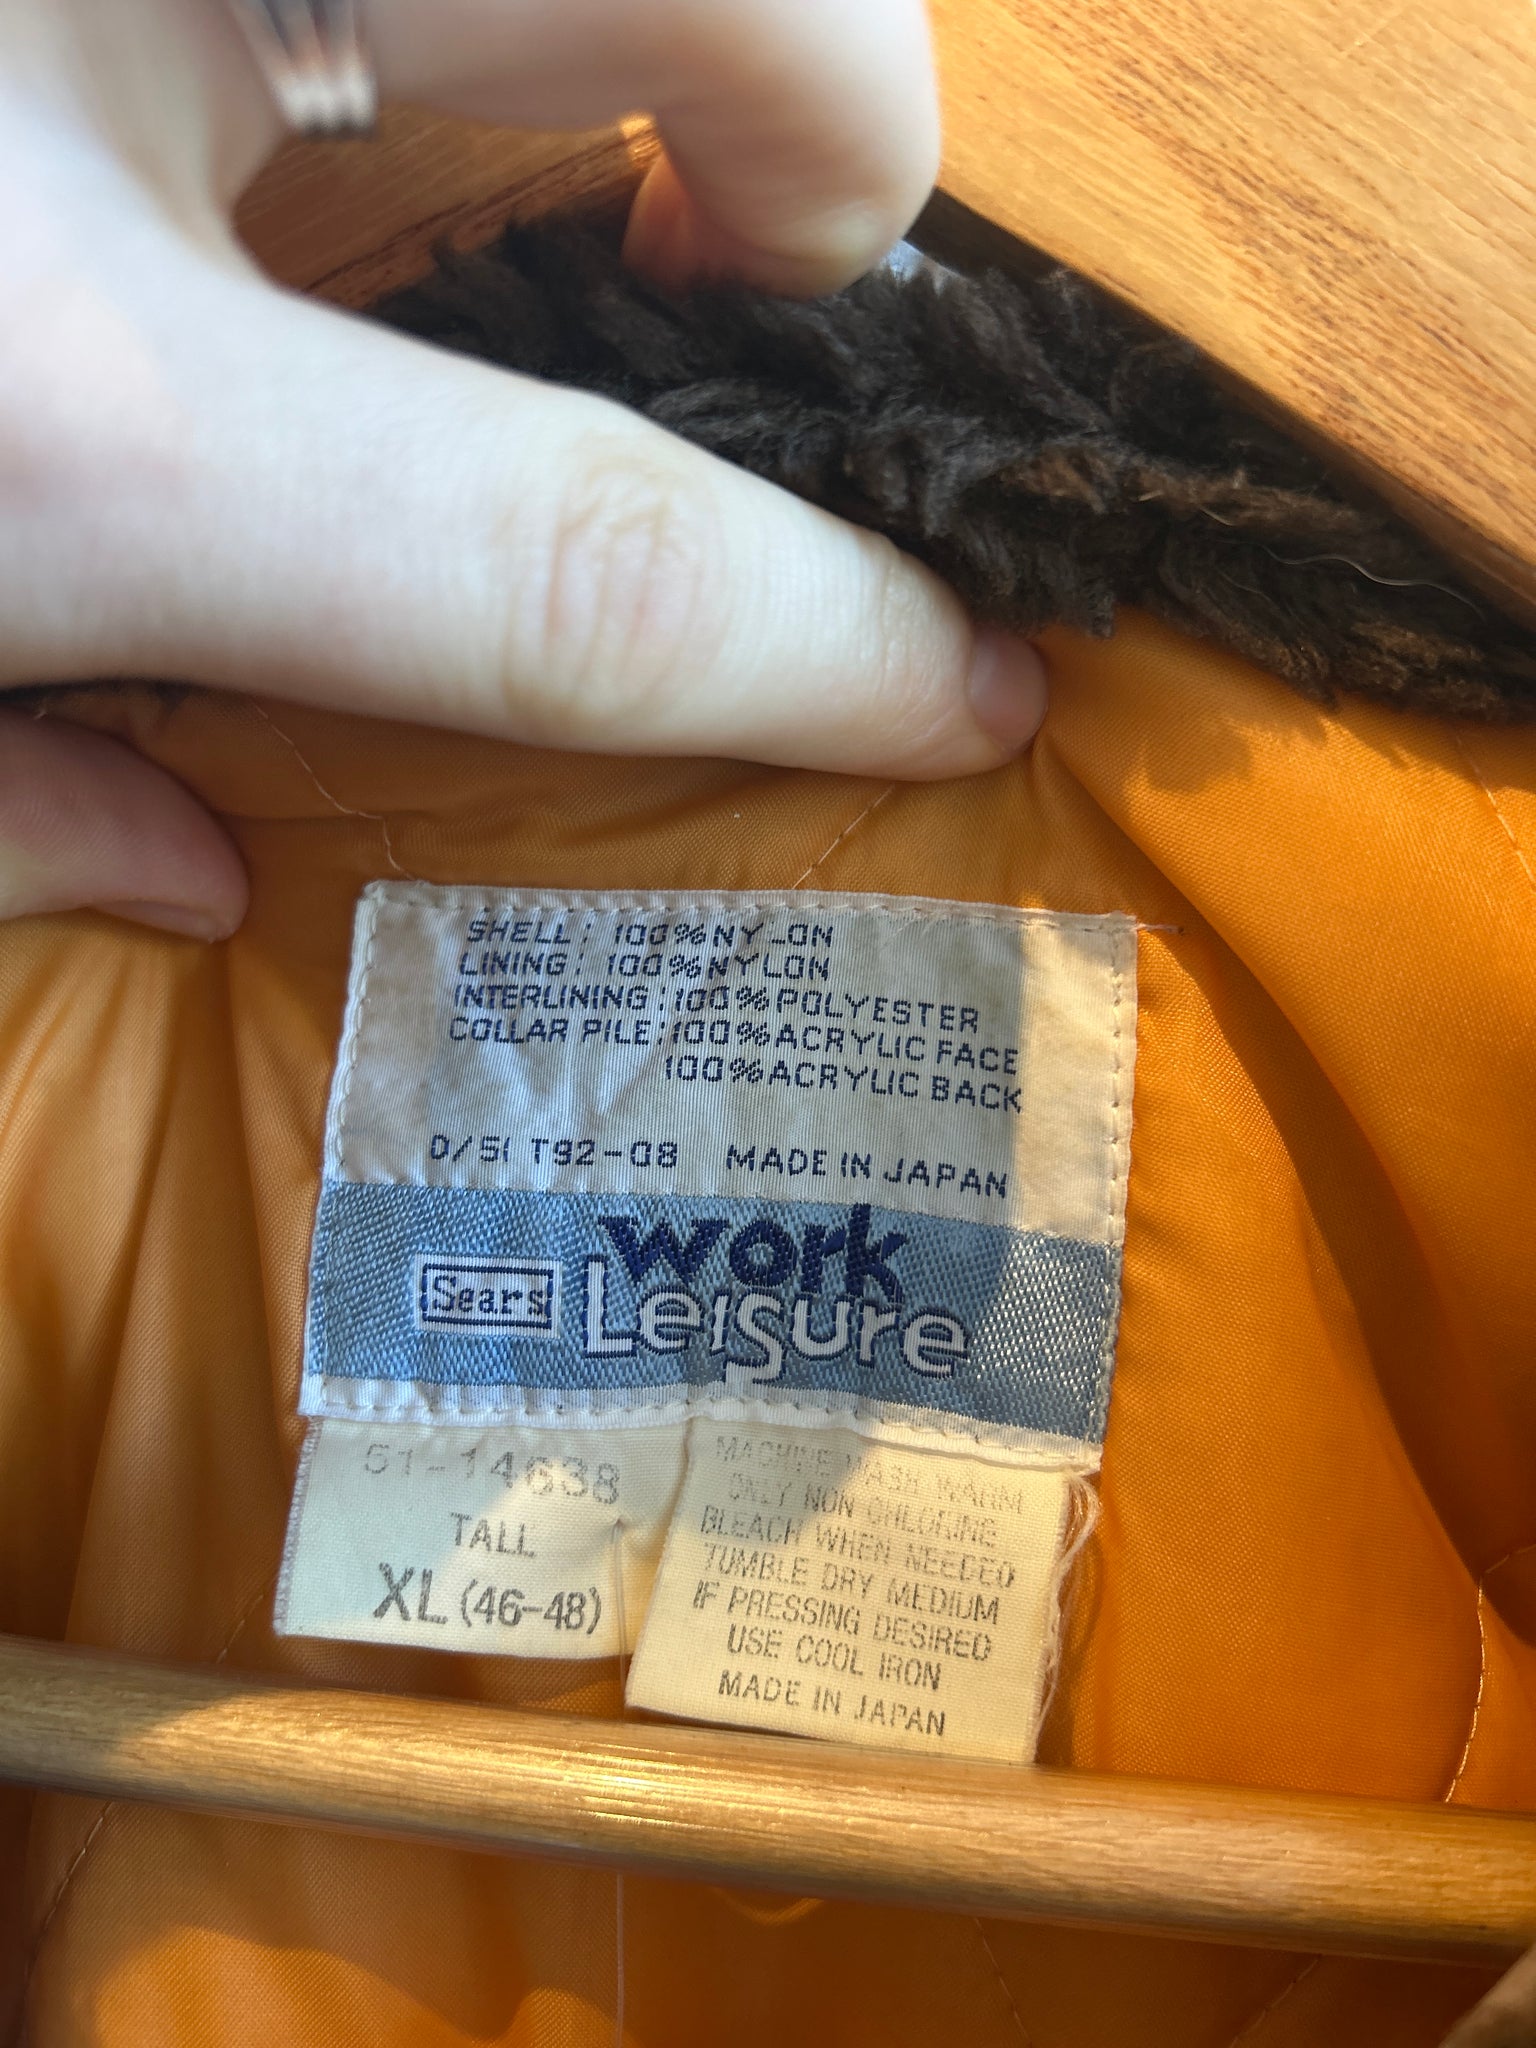 SHELL: 100% NYLON
LINING: 100% NYLON
INTERLINING: 100% POLYESTER
COLLAR PILE: 100% ACRYLIC FACE
100% ACRYLIC BACK
T92-08 MADE IN JAPAN
Sears work Leisure
51-14638
TALL
XL (46-48)
MACHINE WASH WARM
ONLY NON CHLORINE
BLEACH WHEN NEEDED
TUMBLE DRY MEDIUM
IF PRESSING DESIRED
USE COOL IRON
MADE IN JAPAN